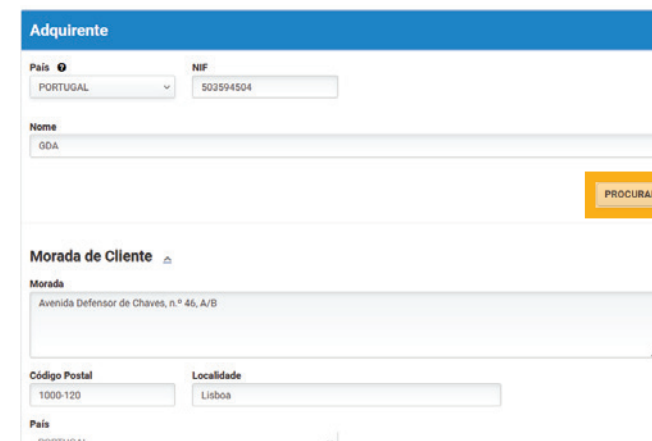 Adquirente
País NIF
PORTUGAL 503594504
Nome
GDA
PROCURAR
Morada de Cliente
Morada
Avenida Defensor de Chaves, n.º 46, A/B
Código Postal Localidade
1000-120 Lisboa
País
PORTUGAL